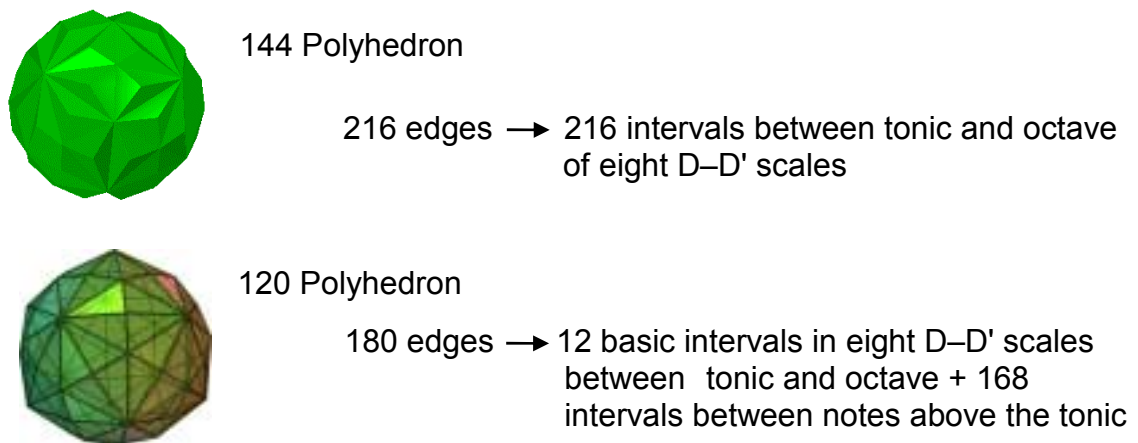 144 Polyhedron
216 edges → 216 intervals between tonic and octave
of eight D–D' scales
120 Polyhedron
180 edges → 12 basic intervals in eight D–D' scales
between tonic and octave + 168
intervals between notes above the tonic